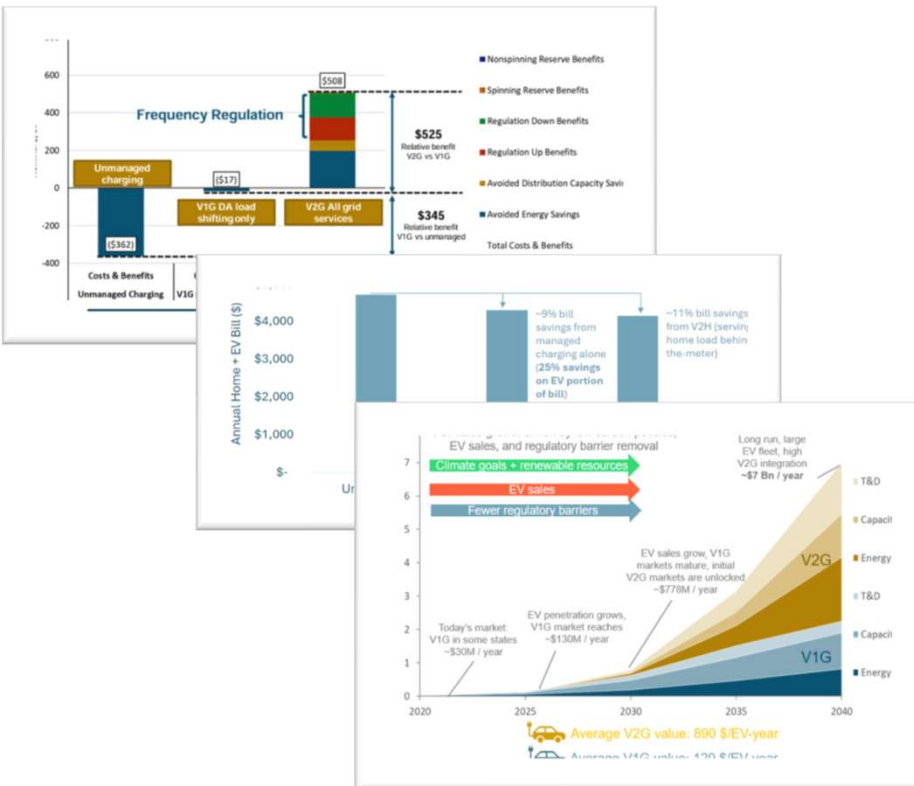 600
400
200
0
-200
-400
Frequency Regulation
Unmanaged
charging
($362)
($17)
V1G DA load
shifting only
$508
V2G All grid
services
$525
Relative benefit
V2G vs V1G
$345
Relative benefit
V1G vs unmanaged
Nonspinning Reserve Benefits
Spinning Reserve Benefits
Regulation Down Benefits
Regulation Up Benefits
Avoided Distribution Capacity Savi
Avoided Energy Savings
Total Costs & Benefits
Costs & Benefits
Unmanaged Charging
V1G
Annual Home + EV Bill ($)
$4,000
$3,000
$2,000
$1,000
$-
~9% bill
savings from
managed
charging alone
(25% savings
on EV portion
of bill)
~11% bill savings
from V2H (serving
home load behin
the-meter)
EV sales, and regulatory barrier removal
Climate goals + renewable resources
EV sales
Fewer regulatory barriers
7
6
5
4
3
2
1
0
Today's market:
V1G in some states
~$30M / year
EV penetration grows,
V1G market reaches
~$130M / year
EV sales grow, V1G
markets mature, initial
V2G markets are unlocked
~$778M / year
Long run, large
EV fleet, high
V2G integration
~$7 Bn / year
V2G
V1G
T&D
Capacit
Energy
T&D
Capacit
Energy
2020
2025
2030
2035
2040
Average V2G value: 890 $/EV-year
Average V1G value: 120 $/EV-year